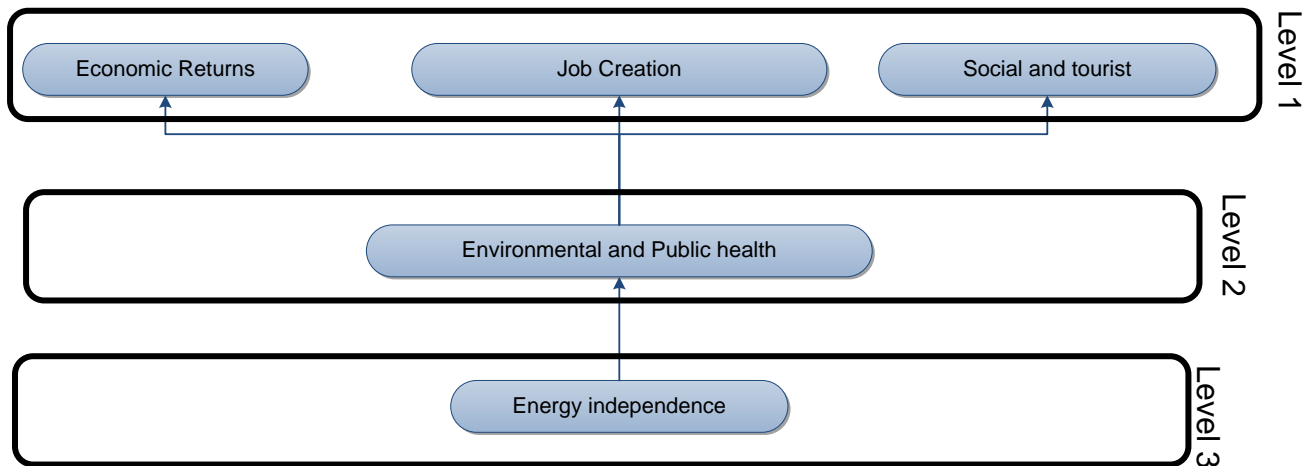 Economic Returns
Job Creation
Social and tourist
Level 1
Environmental and Public health
Level 2
Energy independence
Level 3